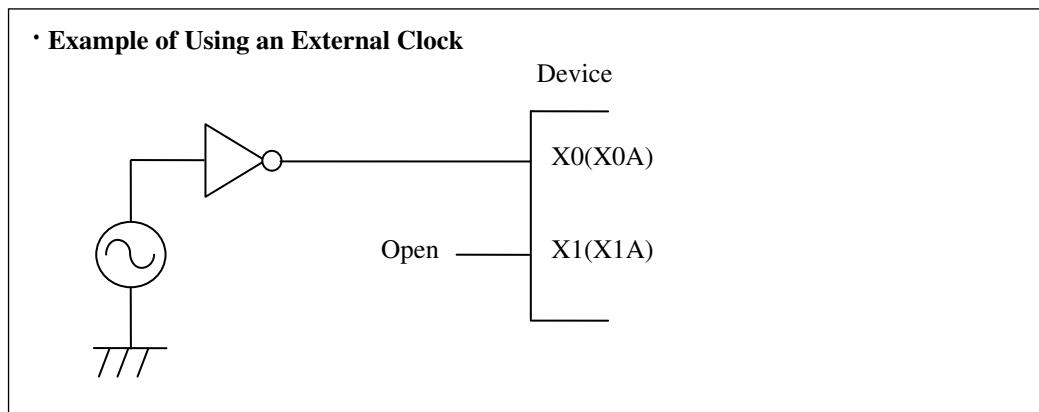 · Example of Using an External Clock
Device
X0(X0A)
Open X1(X1A)